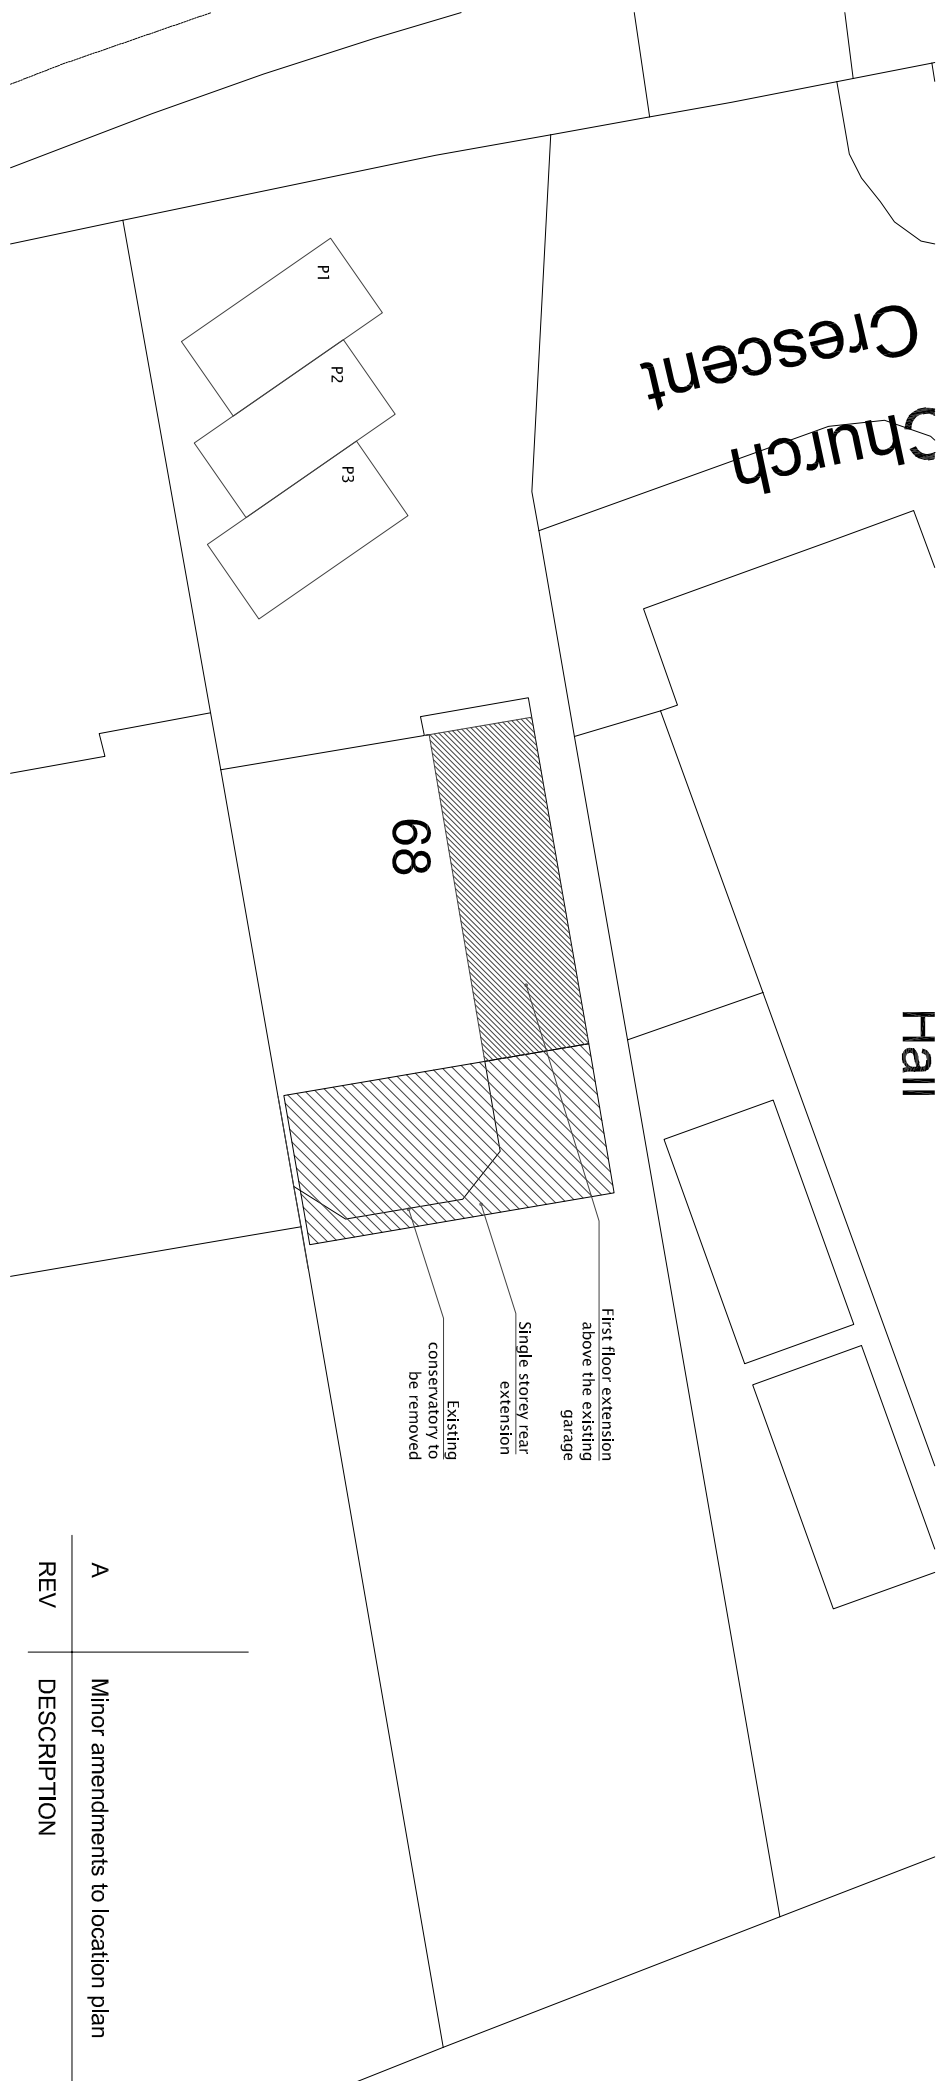 P1
P2
P3
Crescent
Church
68
Hall
First floor extension
above the existing
garage
Single storey rear
extension
Existing
conservatory to
be removed
A
Minor amendments to location plan
REV
DESCRIPTION